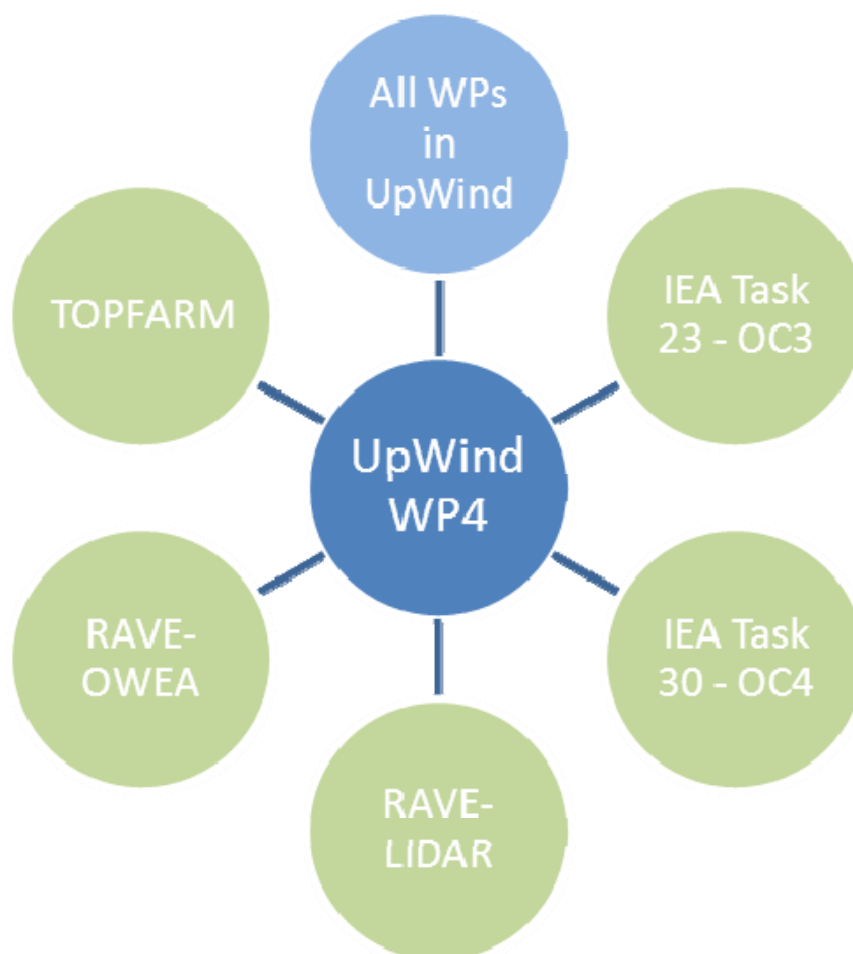 All WPs
in
UpWind
TOPFARM
IEA Task
23 - OC3
UpWind
WP4
RAVE-
OWEA
IEA Task
30 - OC4
RAVE-
LIDAR